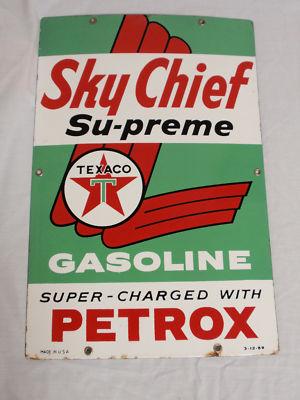 Sky Chief
Su-preme
TEXACO
T
GASOLINE
SUPER-CHARGED WITH
PETROX
MADE IN U.S.A. 3-12-59